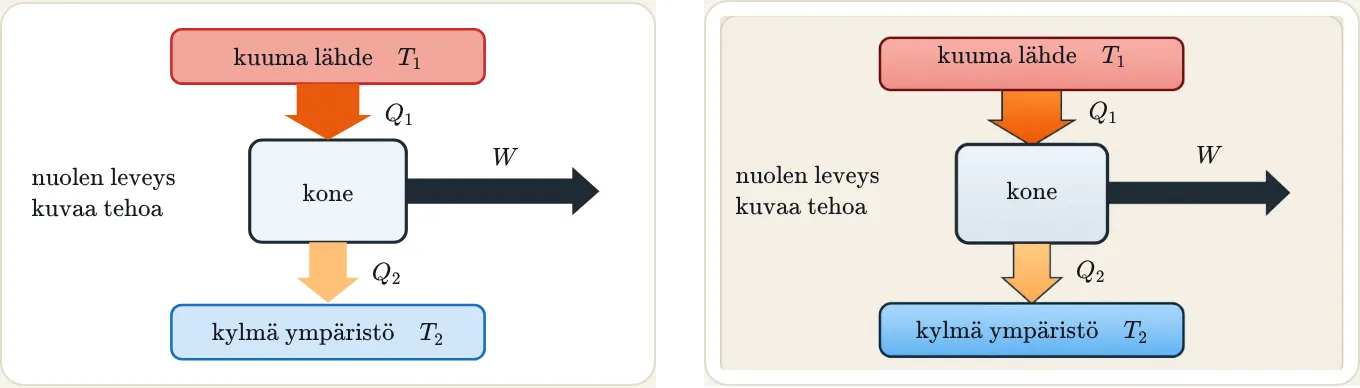 kuuma lähde T₁
Q₁
W
nuolen leveys
kuvaa tehoa
kone
Q₂
kylmä ympäristö T₂
kuuma lähde T₁
Q₁
W
nuolen leveys
kuvaa tehoa
kone
Q₂
kylmä ympäristö T₂